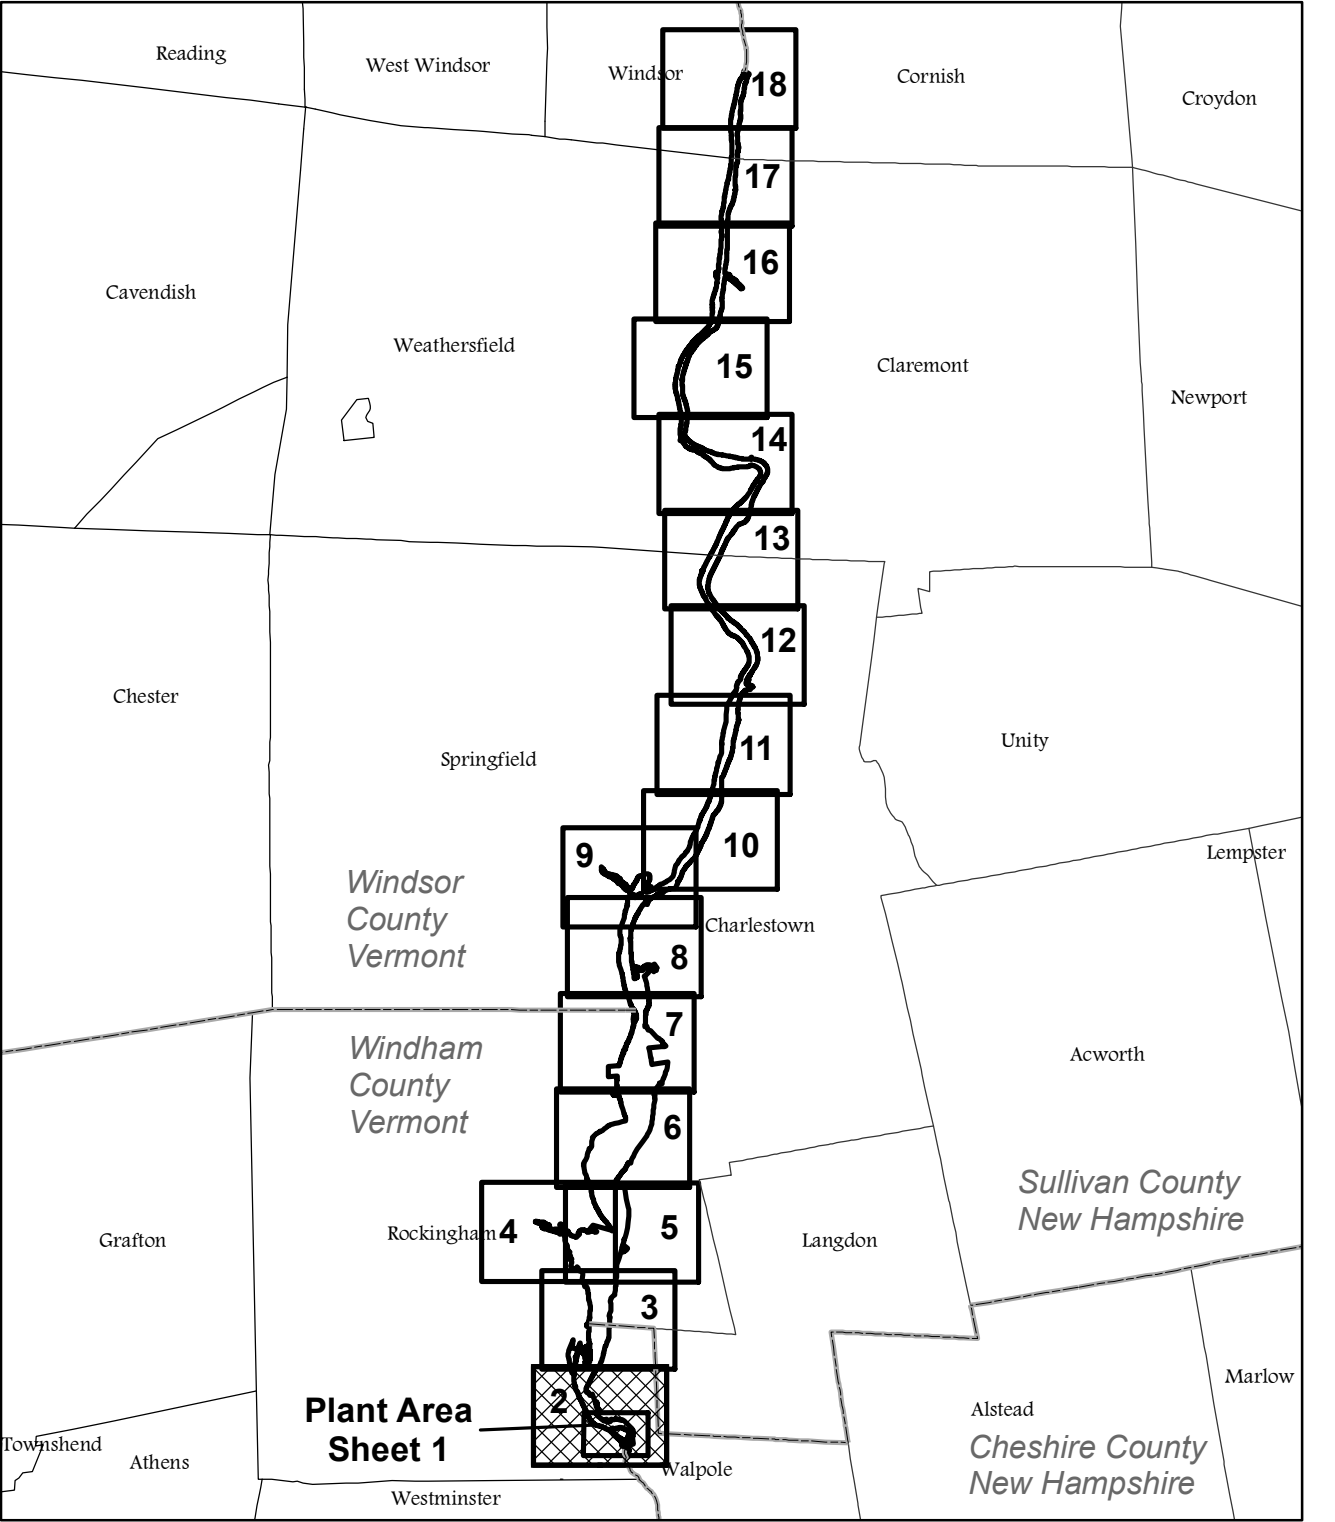 Reading
West Windsor
Windsor
18
Cornish
Croydon
17
16
Cavendish
Weathersfield
15
Claremont
Newport
14
13
12
Chester
11
Springfield
Unity
10
9
Lempster
Windsor
County
Vermont
Charlestown
8
7
Windham
County
Vermont
Acworth
6
Sullivan County
New Hampshire
Grafton
Rockingham
4
5
Langdon
3
Marlow
2
Plant Area
Sheet 1
Alstead
Cheshire County
New Hampshire
Townshend
Athens
Walpole
Westminster